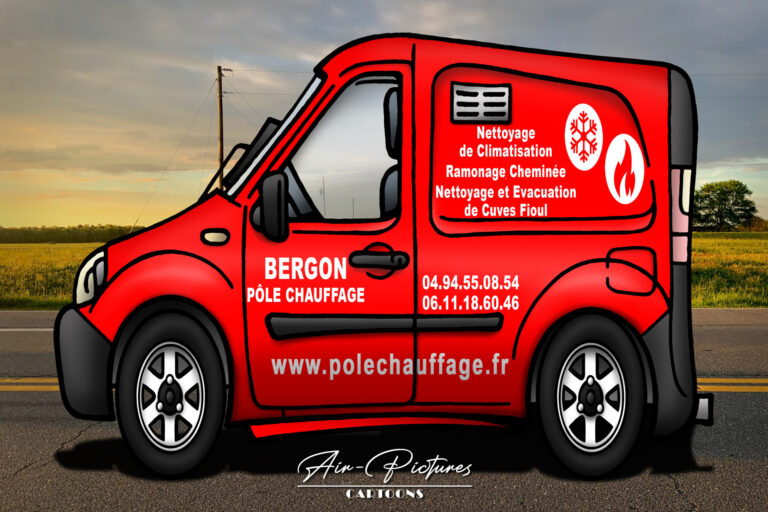 Nettoyage
de Climatisation
Ramonage Cheminée
Nettoyage et Evacuation
de Cuves Fioul
BERGON
PÔLE CHAUFFAGE
04.94.55.08.54
06.11.18.60.46
www.polechauffage.fr
Air-Pictures
CARTOONS